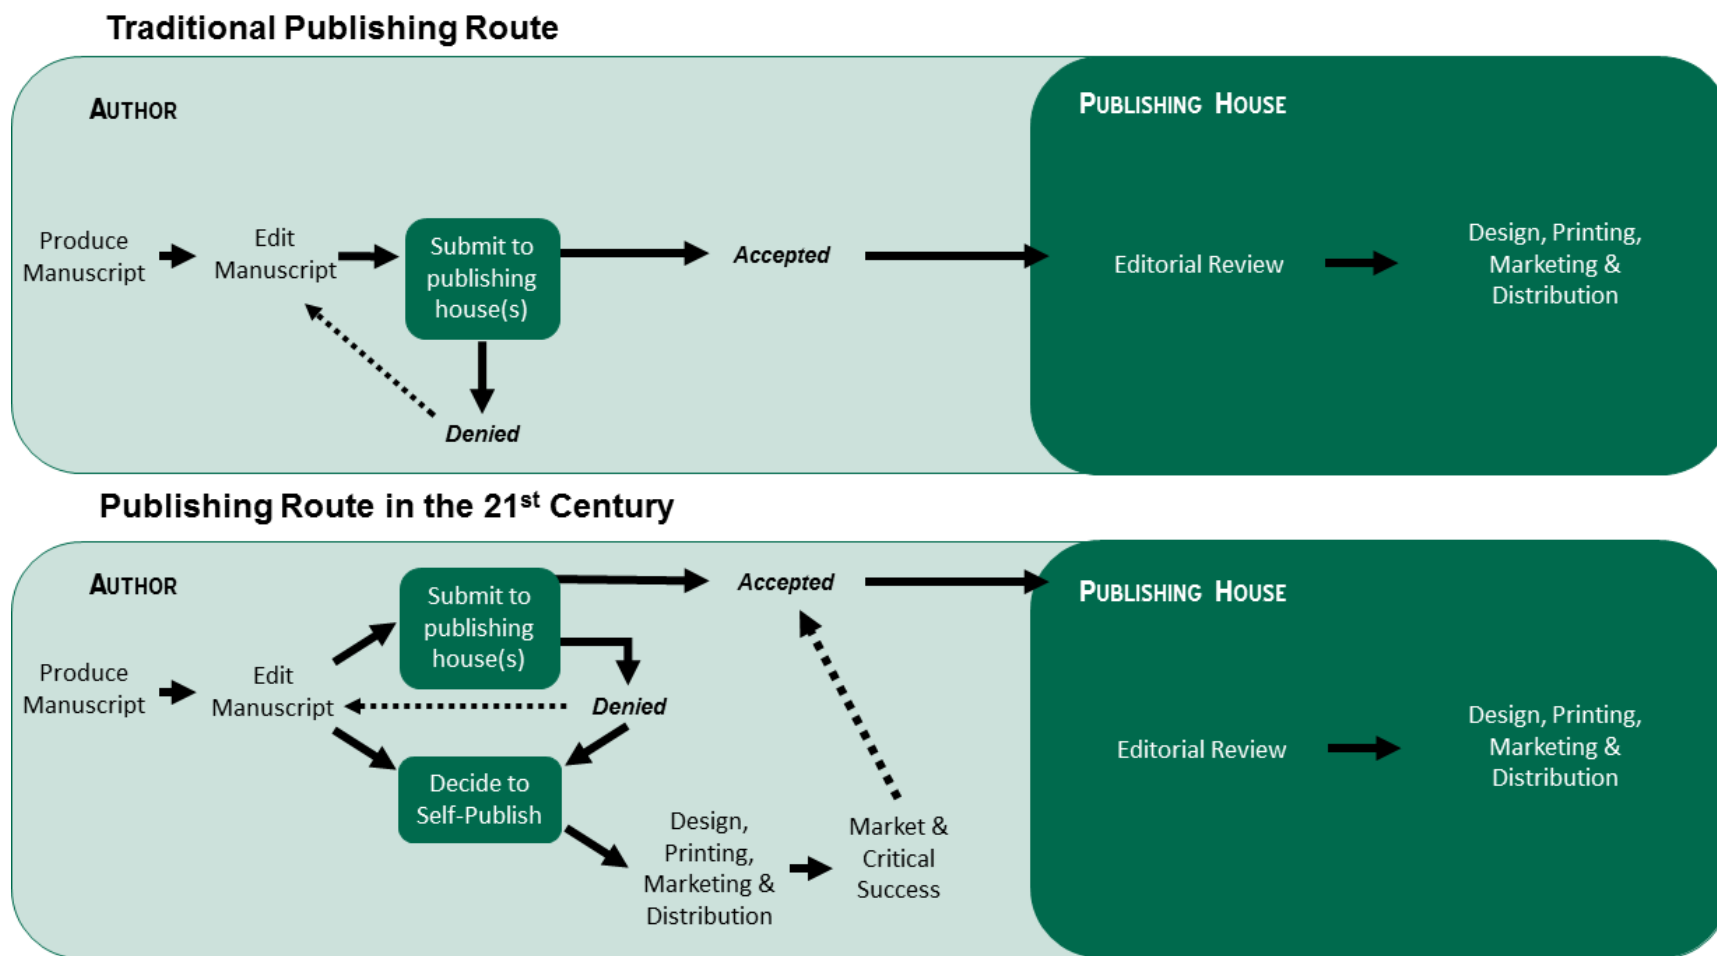 Traditional Publishing Route
AUTHOR
PUBLISHING HOUSE
Produce
Manuscript
Edit
Manuscript
Submit to
publishing
house(s)
Accepted
Denied
Editorial Review
Design, Printing,
Marketing &
Distribution
Publishing Route in the 21st Century
AUTHOR
PUBLISHING HOUSE
Produce
Manuscript
Edit
Manuscript
Submit to
publishing
house(s)
Accepted
Denied
Decide to
Self-Publish
Design,
Printing,
Marketing &
Distribution
Market &
Critical
Success
Editorial Review
Design, Printing,
Marketing &
Distribution